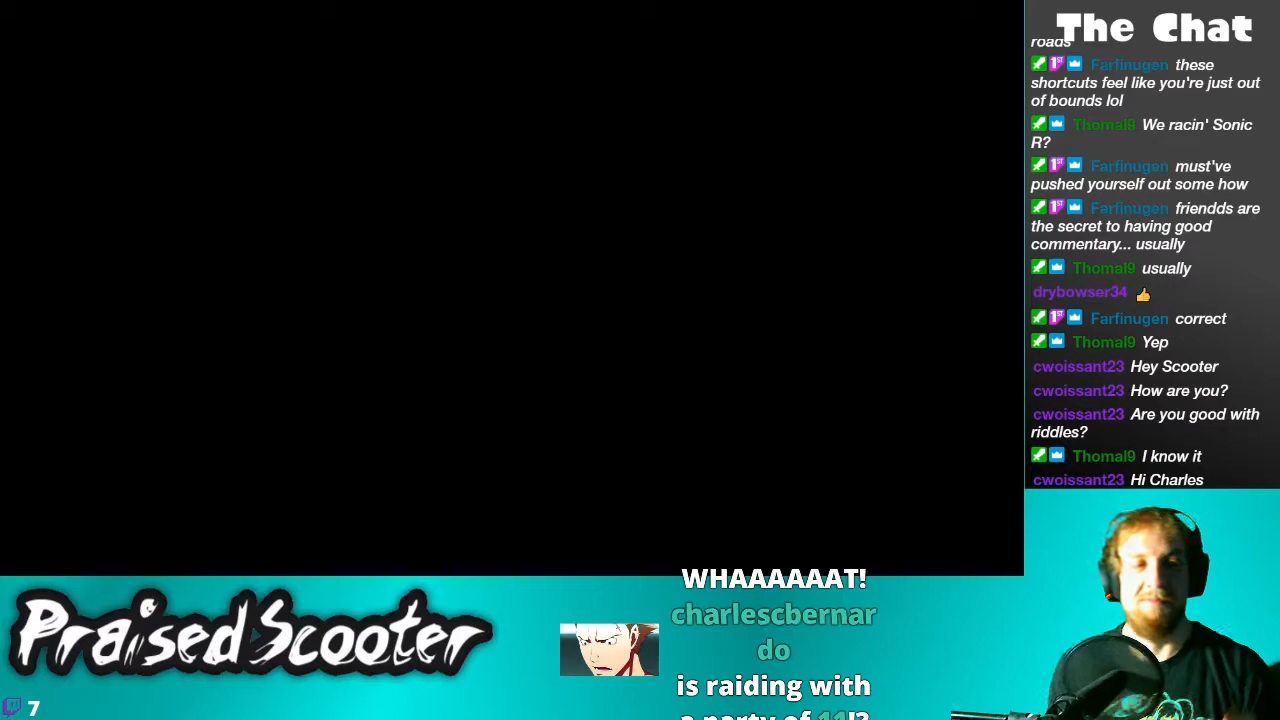 The Chat
roads
Farfinugen these
shortcuts feel like you're just out
of bounds lol
Thomal9 We racin' Sonic
R?
Farfinugen must've
pushed yourself out some how
Farfinugen friendds are
the secret to having good
commentary... usually
Thomal9 usually
drybowser34
Farfinugen correct
Thomal9 Yep
cwoissant23 Hey Scooter
cwoissant23 How are you?
cwoissant23 Are you good with
riddles?
Thomal9 I know it
cwoissant23 Hi Charles
PraisedScooter
7
WHAAAAAAT!
charlescbernar
do
is raiding with
a party of 11!?